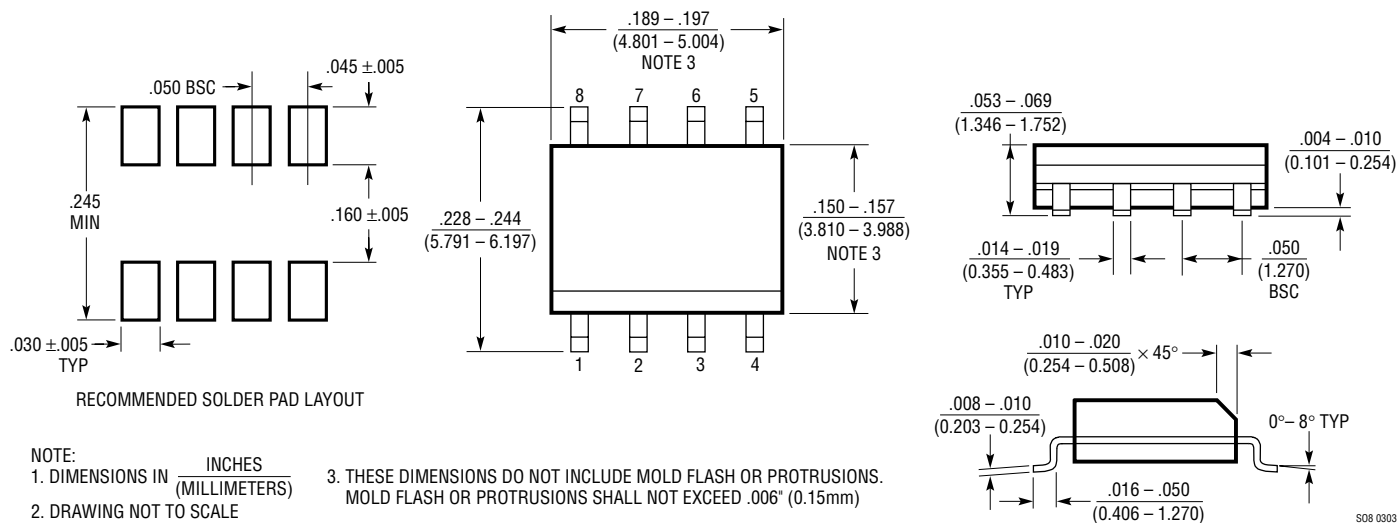 .050 BSC
.045 ±.005
.245
MIN
.160 ±.005
.030 ±.005
TYP
RECOMMENDED SOLDER PAD LAYOUT
.189 – .197
(4.801 – 5.004)
NOTE 3
8
7
6
5
.228 – .244
(5.791 – 6.197)
.150 – .157
(3.810 – 3.988)
NOTE 3
1
2
3
4
.053 – .069
(1.346 – 1.752)
.004 – .010
(0.101 – 0.254)
.014 – .019
(0.355 – 0.483)
TYP
.050
(1.270)
BSC
.010 – .020
(0.254 – 0.508)
× 45°
.008 – .010
(0.203 – 0.254)
0°– 8° TYP
.016 – .050
(0.406 – 1.270)
NOTE:
1. DIMENSIONS IN INCHES
(MILLIMETERS)
2. DRAWING NOT TO SCALE
3. THESE DIMENSIONS DO NOT INCLUDE MOLD FLASH OR PROTRUSIONS.
MOLD FLASH OR PROTRUSIONS SHALL NOT EXCEED .006" (0.15mm)
SO8 0303